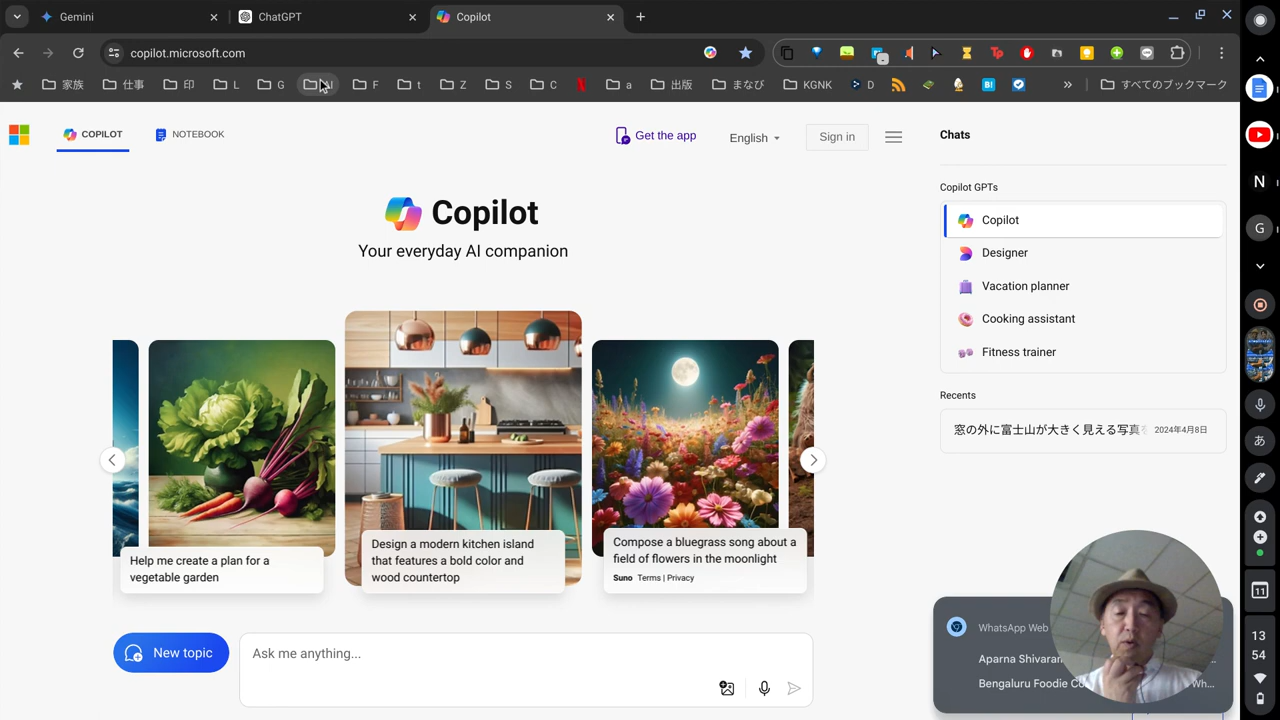 Gemini
ChatGPT
Copilot
copilot.microsoft.com
家族
仕事
印
L
G
F
t
Z
S
C
a
出版
まなび
KGNK
D
すべてのブックマーク
COPILOT
NOTEBOOK
Get the app
English
Sign in
Chats
Copilot
Your everyday AI companion
Copilot GPTs
Copilot
Designer
Vacation planner
Cooking assistant
Fitness trainer
Recents
窓の外に富士山が大きく見える写真を
2024年4月8日
Help me create a plan for a
vegetable garden
Design a modern kitchen island
that features a bold color and
wood countertop
Compose a bluegrass song about a
field of flowers in the moonlight
Suno Terms | Privacy
New topic
Ask me anything...
WhatsApp Web
Aparna Shivaram
Bengaluru Foodie
Wh...
N
G
あ
11
13
54